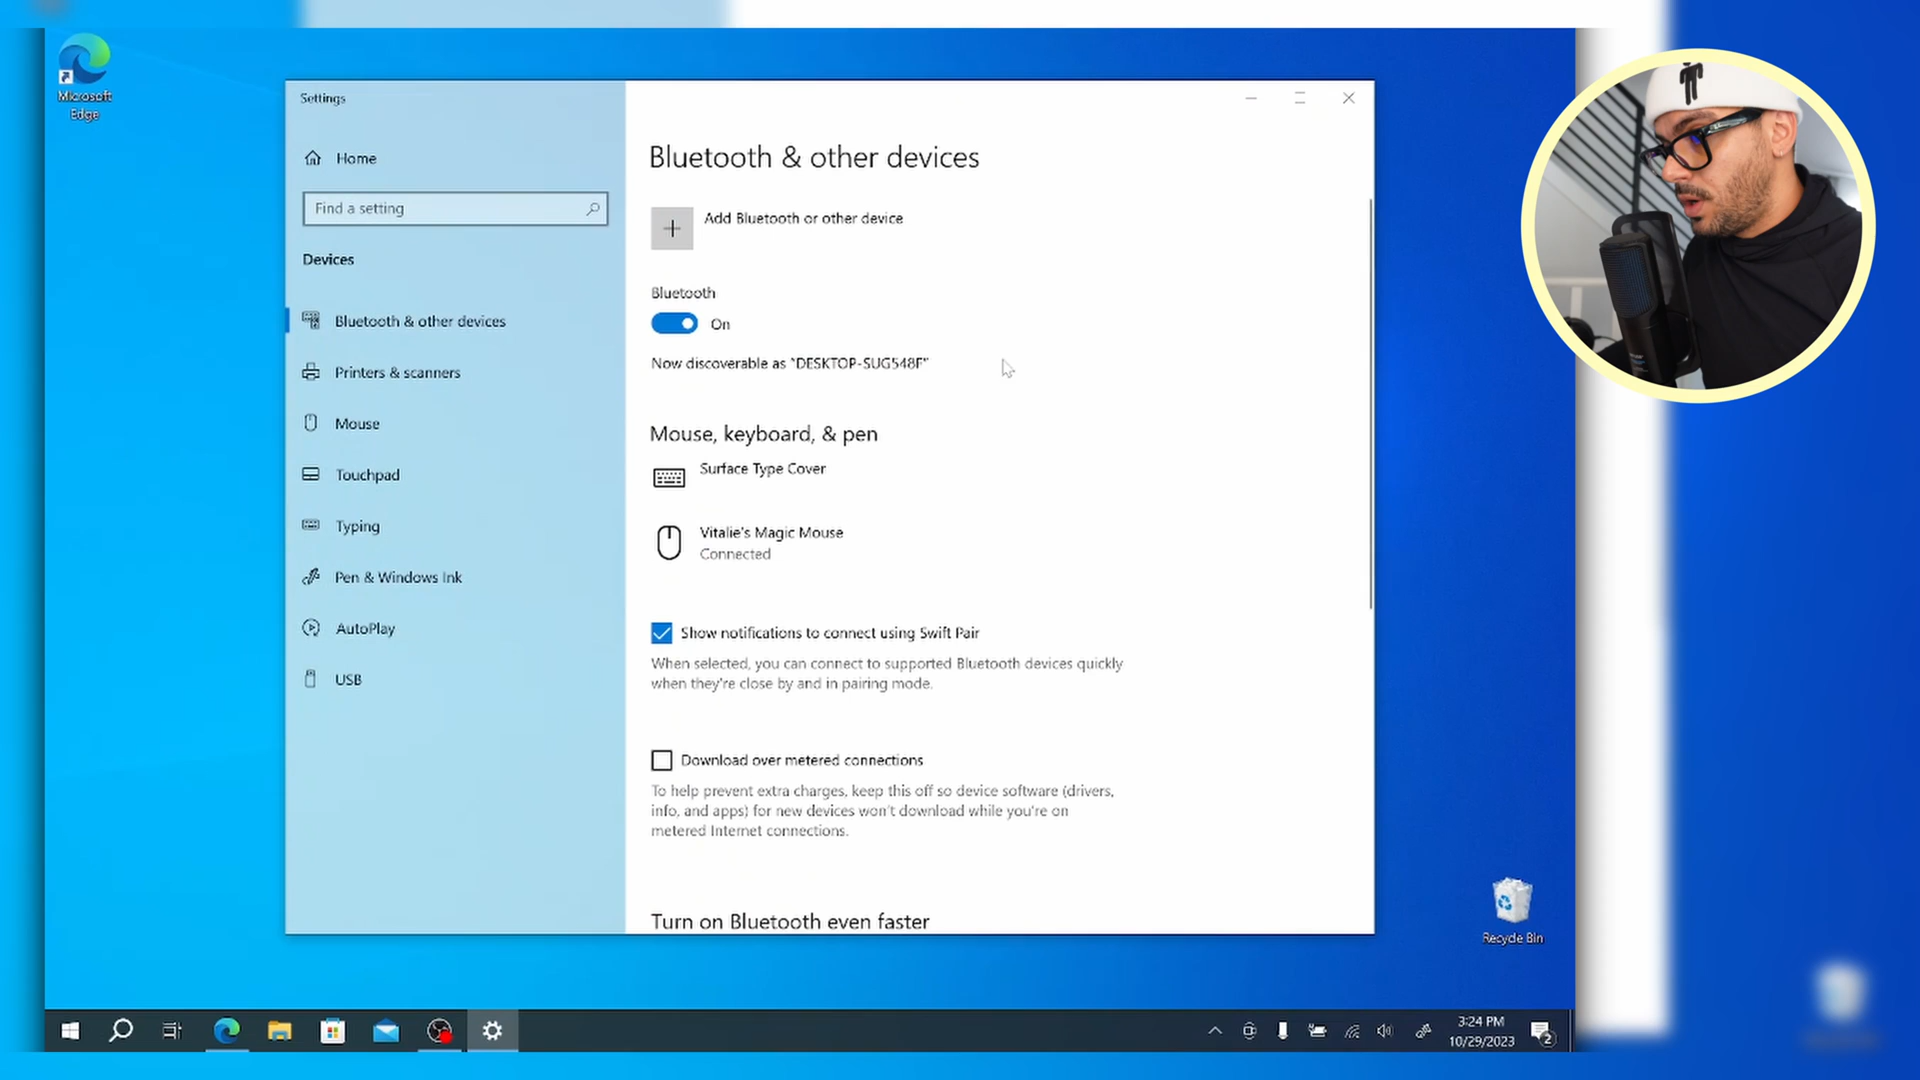 Microsoft
Edge
Settings
Home
Find a setting
Devices
Bluetooth & other devices
Printers & scanners
Mouse
Touchpad
Typing
Pen & Windows Ink
AutoPlay
USB
Bluetooth & other devices
Add Bluetooth or other device
Bluetooth
On
Now discoverable as "DESKTOP-SUG548F"
Mouse, keyboard, & pen
Surface Type Cover
Vitalie's Magic Mouse
Connected
Show notifications to connect using Swift Pair
When selected, you can connect to supported Bluetooth devices quickly
when they're close by and in pairing mode.
Download over metered connections
To help prevent extra charges, keep this off so device software (drivers,
info, and apps) for new devices won't download while you're on
metered Internet connections.
Turn on Bluetooth even faster
Recycle Bin
3:24 PM
10/29/2023
2